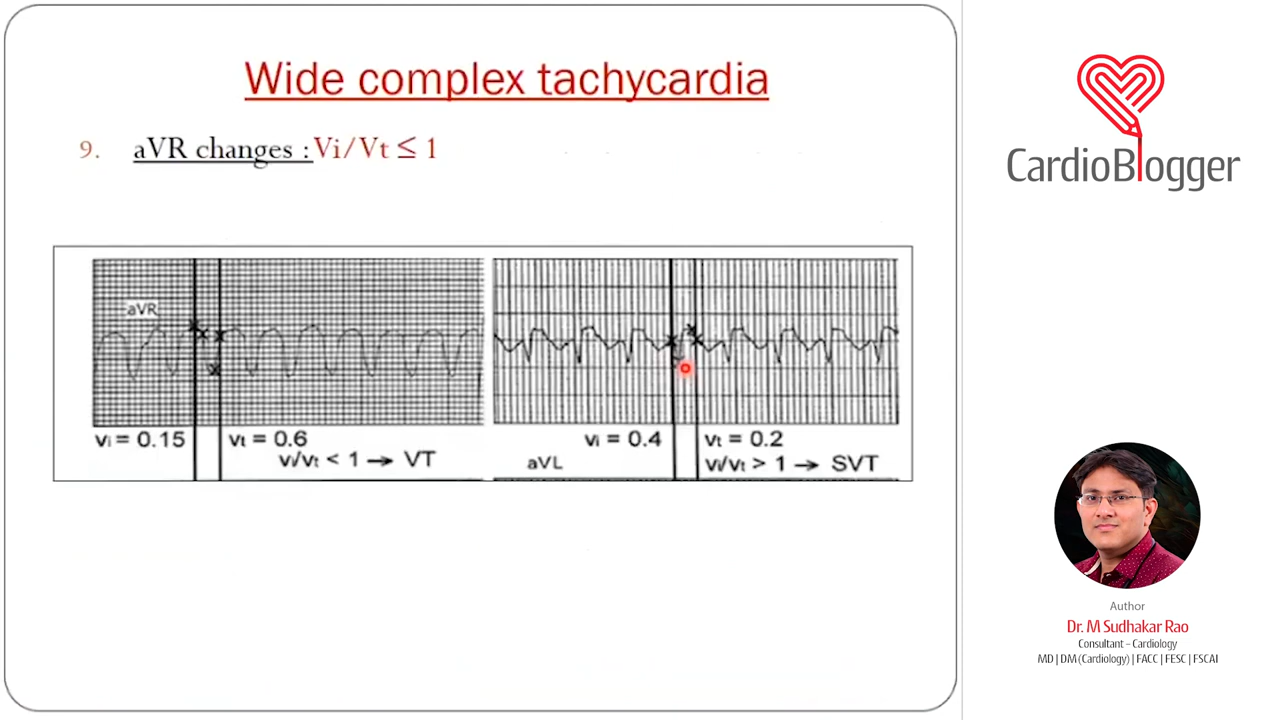 Wide complex tachycardia
9. aVR changes : Vi/Vt ≤ 1
aVR
vi = 0.15
vt = 0.6
vi/vt < 1 → VT
vi = 0.4
vt = 0.2
aVL
vi/vt > 1 → SVT
CardioBlogger
Author
Dr. M Sudhakar Rao
Consultant – Cardiology
MD | DM (Cardiology) | FACC | FESC | FSCAI